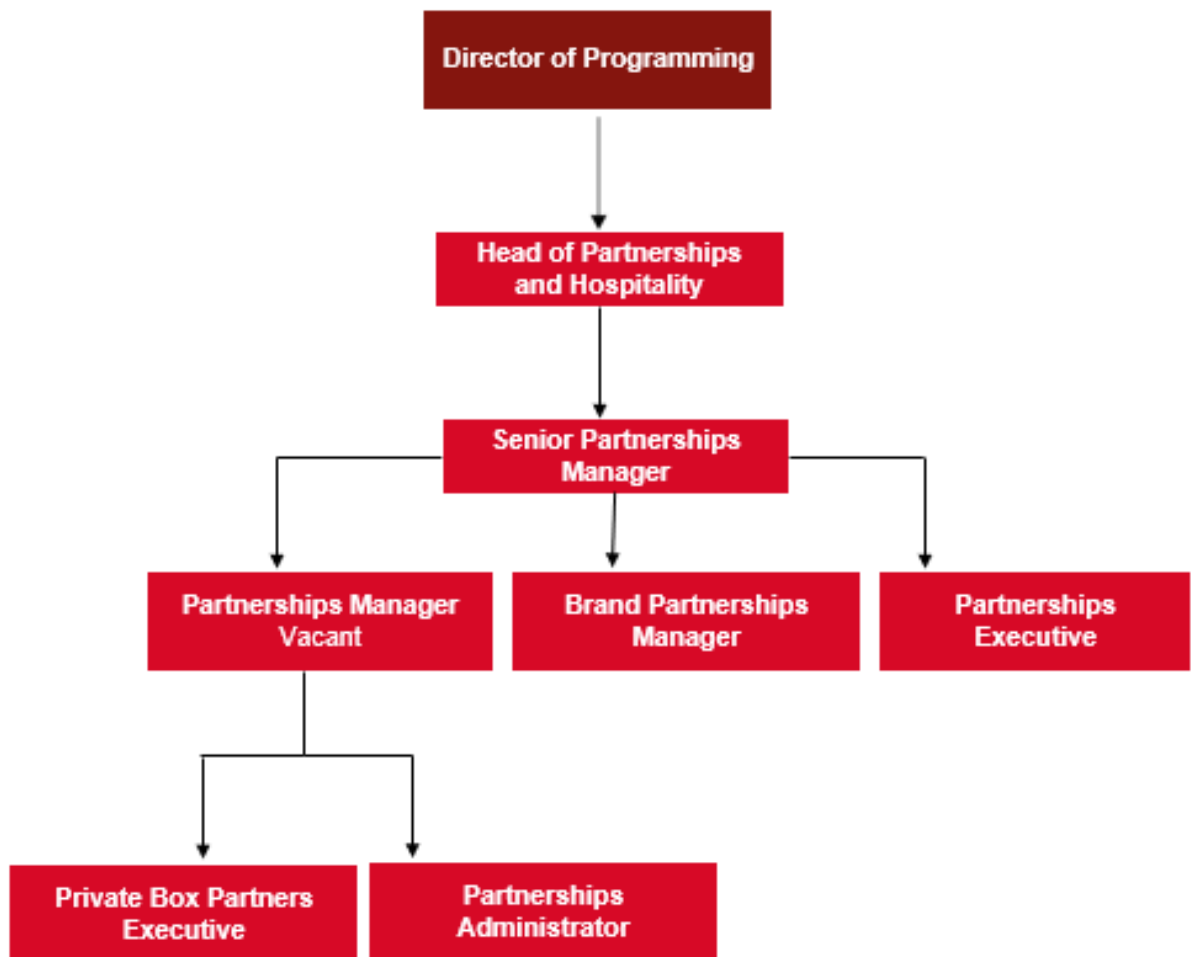 Director of Programming
Head of Partnerships
and Hospitality
Senior Partnerships
Manager
Partnerships Manager
Vacant
Brand Partnerships
Manager
Partnerships
Executive
Private Box Partners
Executive
Partnerships
Administrator